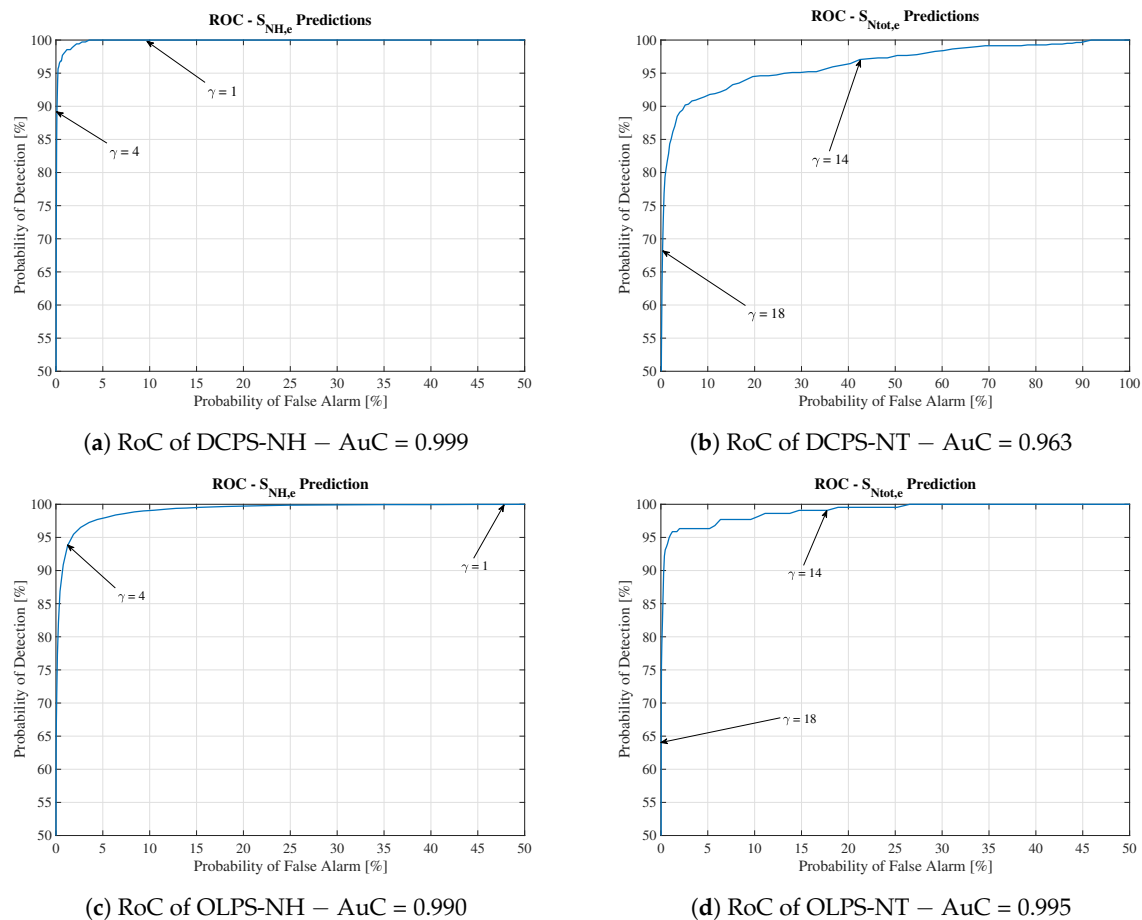 ROC - S_NH,e Predictions
100
95
90
85
80
75
70
65
60
55
50
Probability of Detection [%]
γ = 1
γ = 4
0 5 10 15 20 25 30 35 40 45 50
Probability of False Alarm [%]
(a) RoC of DCPS-NH − AuC = 0.999
ROC - S_Ntot,e Predictions
100
95
90
85
80
75
70
65
60
55
50
Probability of Detection [%]
γ = 14
γ = 18
0 10 20 30 40 50 60 70 80 90 100
Probability of False Alarm [%]
(b) RoC of DCPS-NT − AuC = 0.963
ROC - S_NH,e Prediction
100
95
90
85
80
75
70
65
60
55
50
Probability of Detection [%]
γ = 1
γ = 4
0 5 10 15 20 25 30 35 40 45 50
Probability of False Alarm [%]
(c) RoC of OLPS-NH − AuC = 0.990
ROC - S_Ntot,e Prediction
100
95
90
85
80
75
70
65
60
55
50
Probability of Detection [%]
γ = 14
γ = 18
0 5 10 15 20 25 30 35 40 45 50
Probability of False Alarm [%]
(d) RoC of OLPS-NT − AuC = 0.995